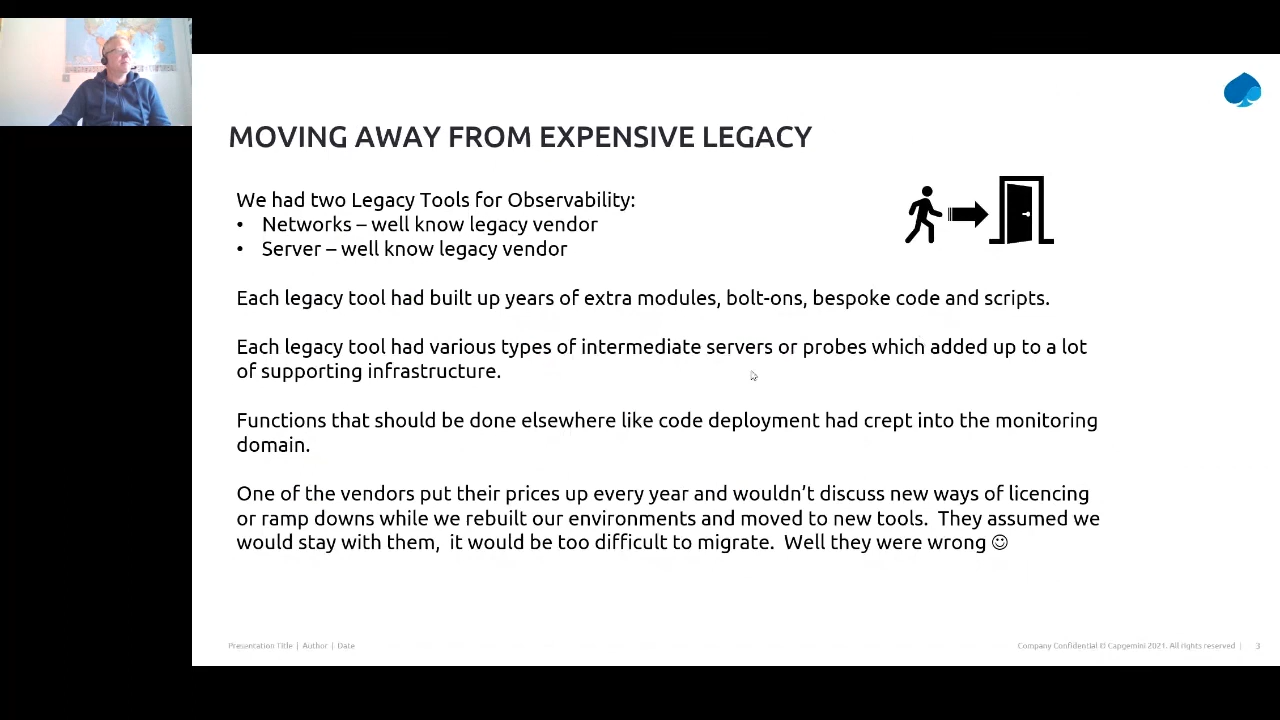 MOVING AWAY FROM EXPENSIVE LEGACY
We had two Legacy Tools for Observability:
• Networks – well know legacy vendor
• Server – well know legacy vendor
Each legacy tool had built up years of extra modules, bolt-ons, bespoke code and scripts.
Each legacy tool had various types of intermediate servers or probes which added up to a lot
of supporting infrastructure.
Functions that should be done elsewhere like code deployment had crept into the monitoring
domain.
One of the vendors put their prices up every year and wouldn't discuss new ways of licencing
or ramp downs while we rebuilt our environments and moved to new tools.  They assumed we
would stay with them,  it would be too difficult to migrate.  Well they were wrong ☺
Presentation Title | Author | Date
Company Confidential © Capgemini 2021. All rights reserved | 3